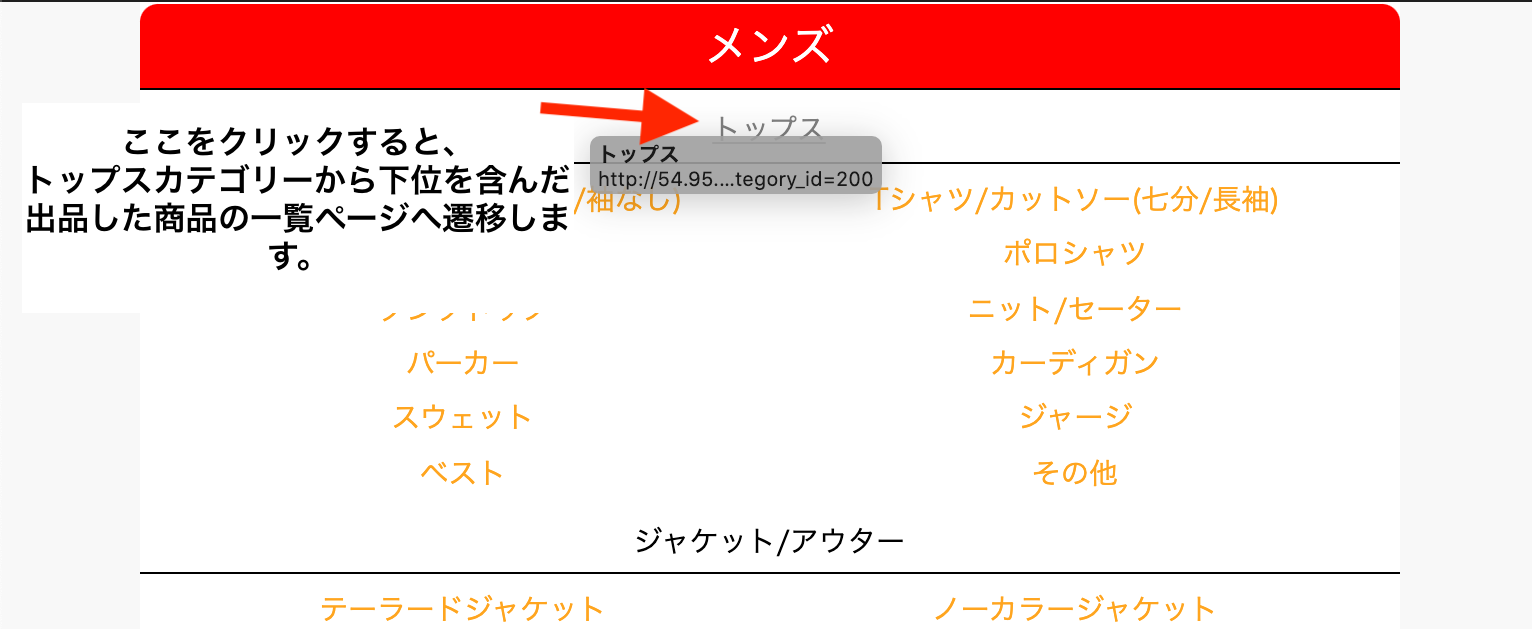 メンズ
トップス
ここをクリックすると、
トップスカテゴリーから下位を含んだ
出品した商品の一覧ページへ遷移しま
す。
トップス
http://54.95....tegory_id=200
/袖なし)
Tシャツ/カットソー(七分/長袖)
ポロシャツ
ニット/セーター
パーカー
カーディガン
スウェット
ジャージ
ベスト
その他
ジャケット/アウター
テーラードジャケット
ノーカラージャケット